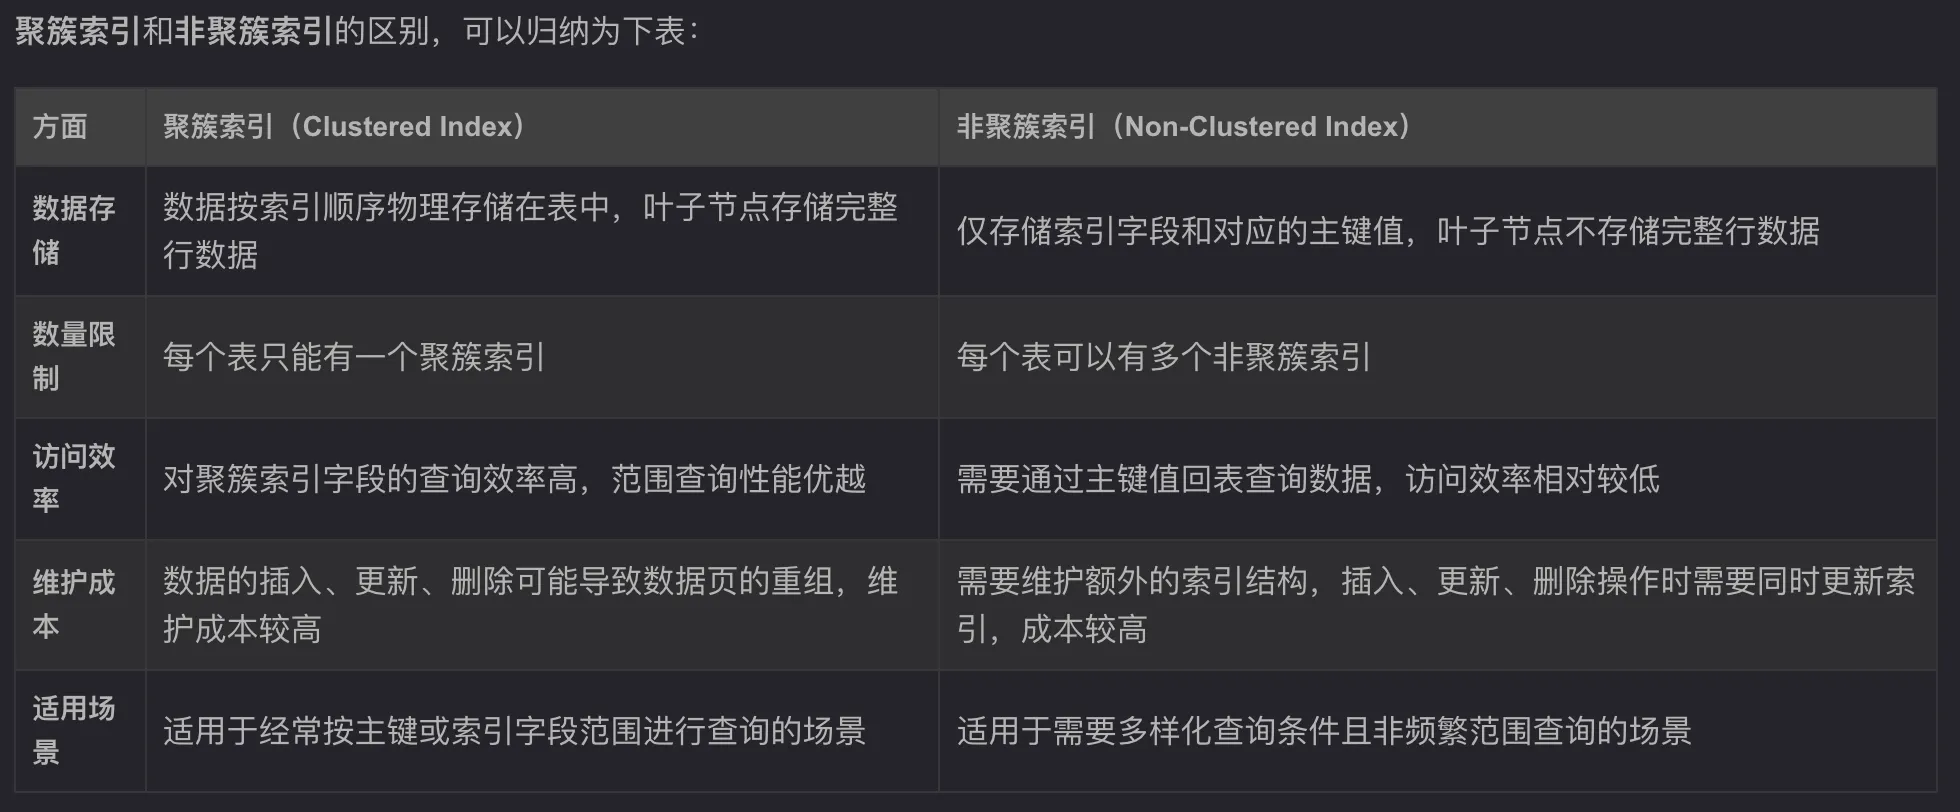 聚簇索引和非聚簇索引的区别，可以归纳为下表：
方面
聚簇索引（Clustered Index）
非聚簇索引（Non-Clustered Index）
数据存
储
数据按索引顺序物理存储在表中，叶子节点存储完整
行数据
仅存储索引字段和对应的主键值，叶子节点不存储完整行数据
数量限
制
每个表只能有一个聚簇索引
每个表可以有多个非聚簇索引
访问效
率
对聚簇索引字段的查询效率高，范围查询性能优越
需要通过主键值回表查询数据，访问效率相对较低
维护成
本
数据的插入、更新、删除可能导致数据页的重组，维
护成本较高
需要维护额外的索引结构，插入、更新、删除操作时需要同时更新索
引，成本较高
适用场
景
适用于经常按主键或索引字段范围进行查询的场景
适用于需要多样化查询条件且非频繁范围查询的场景